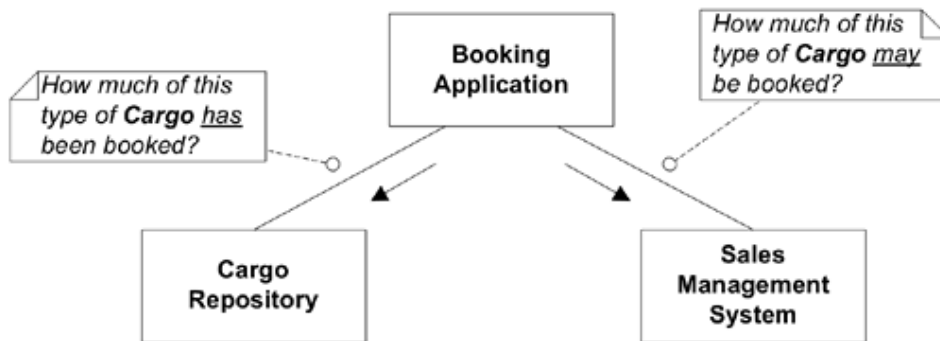 How much of this
type of Cargo has
been booked?
Booking
Application
How much of this
type of Cargo may
be booked?
Cargo
Repository
Sales
Management
System